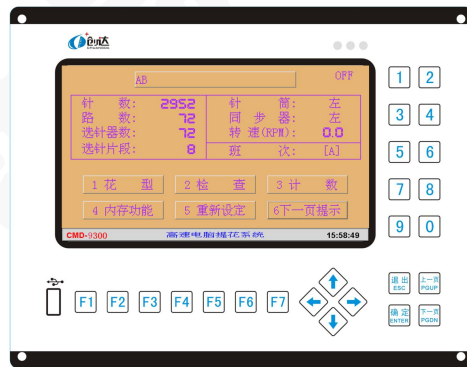 创达
AB OFF
针 数: 2952 针 筒: 左
路 数: 72 同 步 器: 左
选针器数: 72 转 速(RPM): 0.0
选针片段: 8 班 次: [A]
1 花 型 2 检 查 3 计 数
4 内存功能 5 重新设定 6下一页提示
CMD-9300 高速电脑提花系统 15:58:49
1 2
3 4
5 6
7 8
9 0
F1 F2 F3 F4 F5 F6 F7
退出 ESC
上一页 PGUP
确定 ENTER
下一页 PGDN